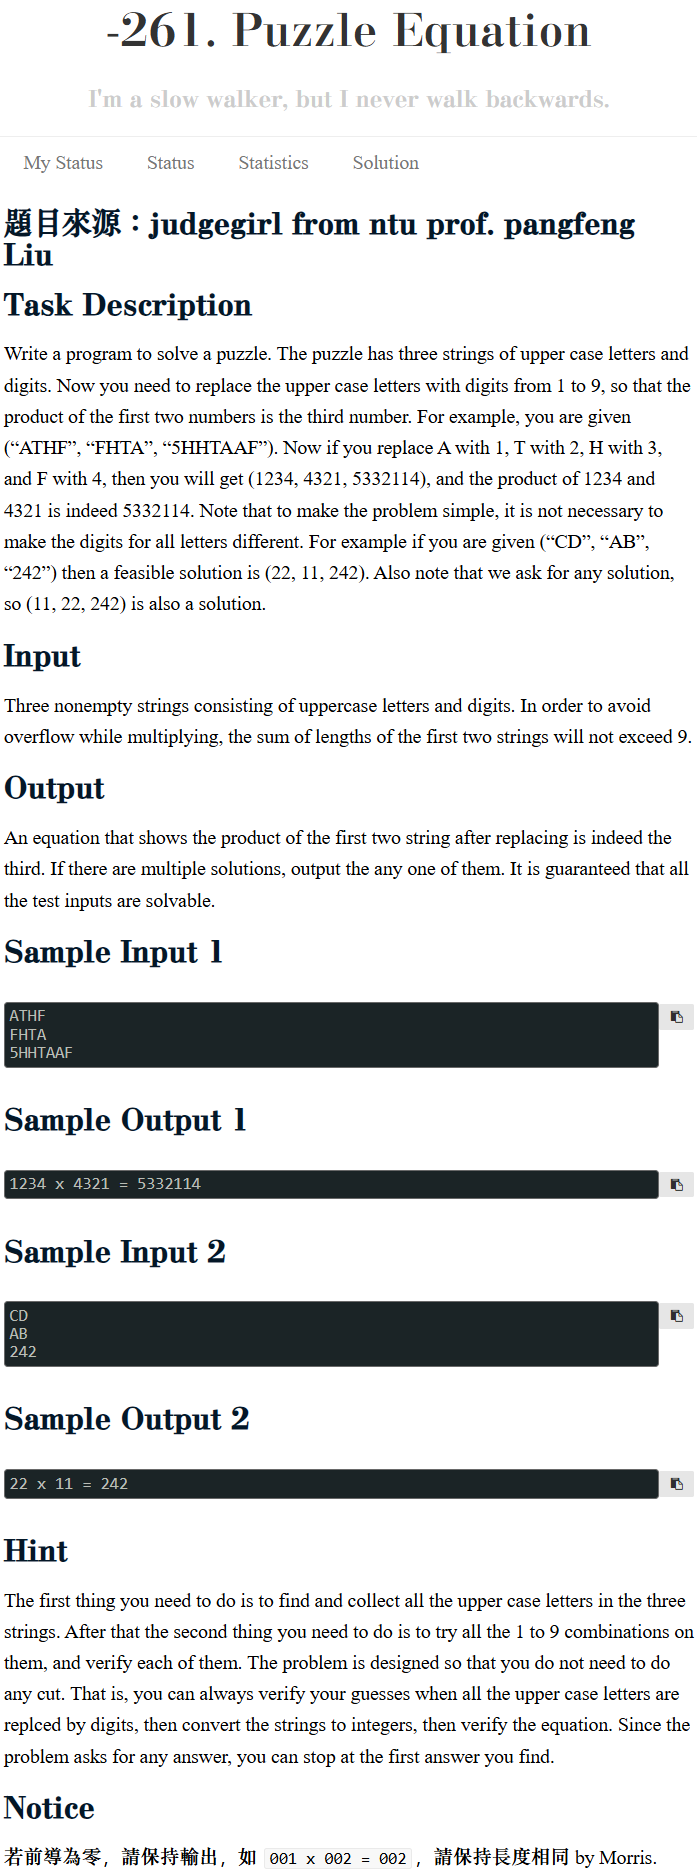 -261. Puzzle Equation
I'm a slow walker, but I never walk backwards.
My Status Status Statistics Solution
題目來源：judgegirl from ntu prof. pangfeng
Liu
Task Description
Write a program to solve a puzzle. The puzzle has three strings of upper case letters and
digits. Now you need to replace the upper case letters with digits from 1 to 9, so that the
product of the first two numbers is the third number. For example, you are given
(“ATHF”, “FHTA”, “5HHTAAF”). Now if you replace A with 1, T with 2, H with 3,
and F with 4, then you will get (1234, 4321, 5332114), and the product of 1234 and
4321 is indeed 5332114. Note that to make the problem simple, it is not necessary to
make the digits for all letters different. For example if you are given (“CD”, “AB”,
“242”) then a feasible solution is (22, 11, 242). Also note that we ask for any solution,
so (11, 22, 242) is also a solution.
Input
Three nonempty strings consisting of uppercase letters and digits. In order to avoid
overflow while multiplying, the sum of lengths of the first two strings will not exceed 9.
Output
An equation that shows the product of the first two string after replacing is indeed the
third. If there are multiple solutions, output the any one of them. It is guaranteed that all
the test inputs are solvable.
Sample Input 1
ATHF
FHTA
5HHTAAF
Sample Output 1
1234 x 4321 = 5332114
Sample Input 2
CD
AB
242
Sample Output 2
22 x 11 = 242
Hint
The first thing you need to do is to find and collect all the upper case letters in the three
strings. After that the second thing you need to do is to try all the 1 to 9 combinations on
them, and verify each of them. The problem is designed so that you do not need to do
any cut. That is, you can always verify your guesses when all the upper case letters are
replced by digits, then convert the strings to integers, then verify the equation. Since the
problem asks for any answer, you can stop at the first answer you find.
Notice
若前導為零，請保持輸出，如 001 x 002 = 002 ，請保持長度相同 by Morris.